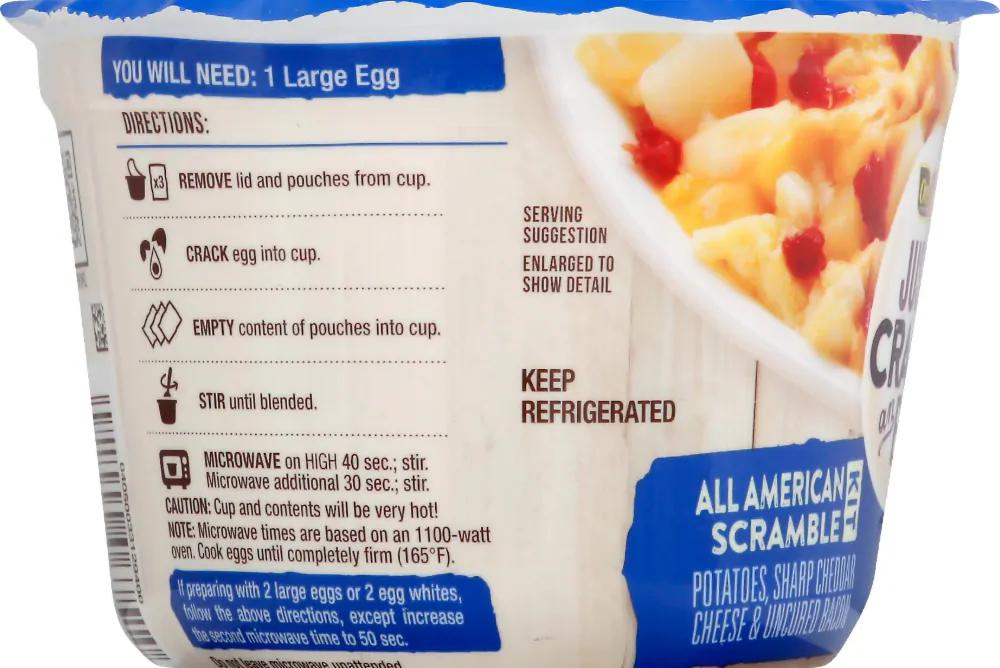 YOU WILL NEED: 1 Large Egg
DIRECTIONS:
x3
REMOVE lid and pouches from cup.
CRACK egg into cup.
EMPTY content of pouches into cup.
STIR until blended.
MICROWAVE on HIGH 40 sec.; stir.
Microwave additional 30 sec.; stir.
CAUTION: Cup and contents will be very hot!
NOTE: Microwave times are based on an 1100-watt
oven. Cook eggs until completely firm (165°F).
If preparing with 2 large eggs or 2 egg whites,
follow the above directions, except increase
the second microwave time to 50 sec.
Do not leave microwave unattended
SERVING
SUGGESTION
ENLARGED TO
SHOW DETAIL
KEEP
REFRIGERATED
ALL AMERICAN
SCRAMBLE
KIT
POTATOES, SHARP CHEDDAR
CHEESE & UNCURED BACON